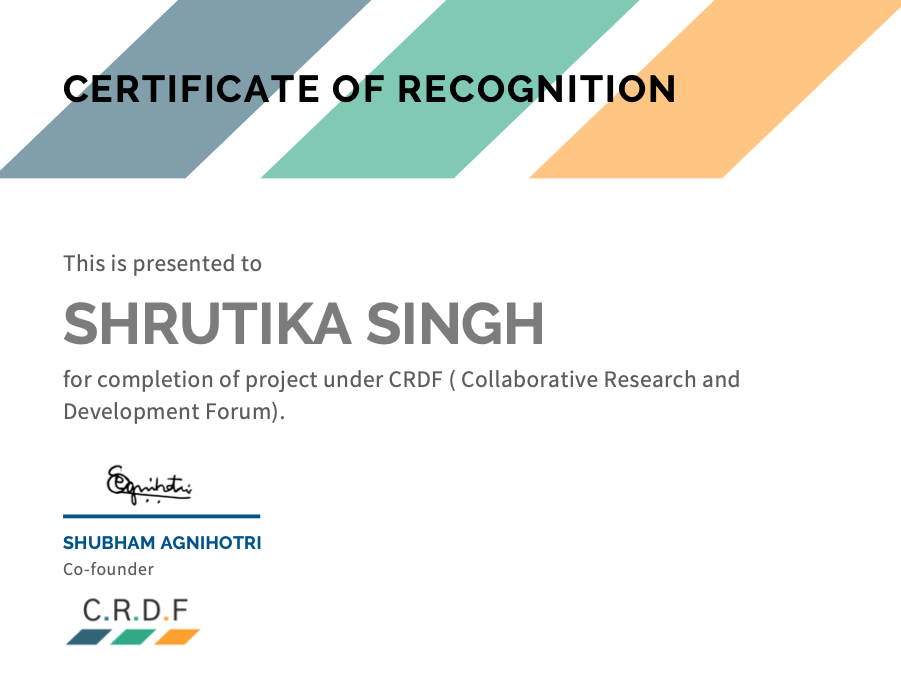 CERTIFICATE OF RECOGNITION
This is presented to
SHRUTIKA SINGH
for completion of project under CRDF ( Collaborative Research and
Development Forum).
Agnihotri
SHUBHAM AGNIHOTRI
Co-founder
C.R.D.F